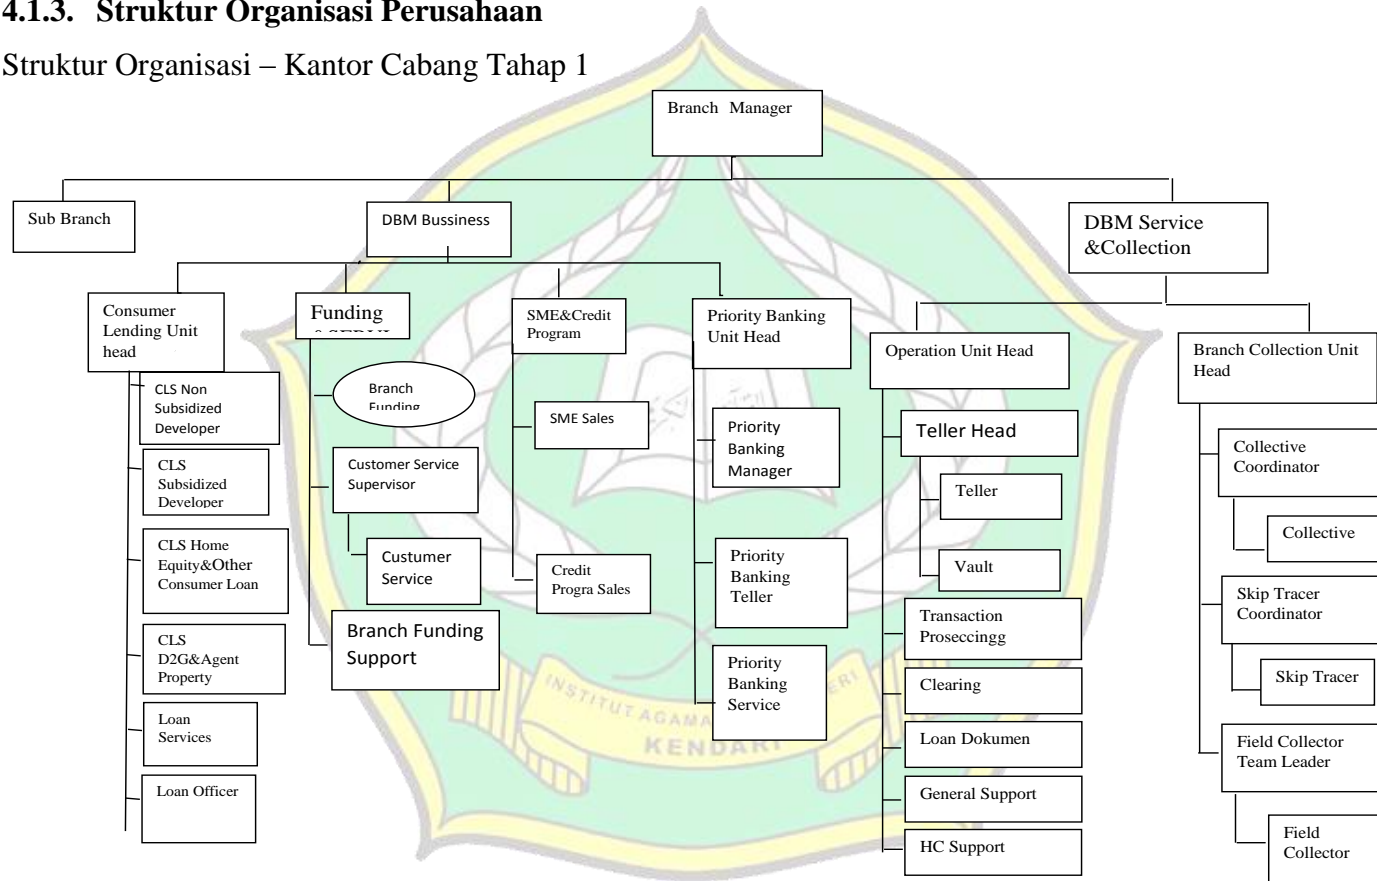 4.1.3. Struktur Organisasi Perusahaan
Struktur Organisasi – Kantor Cabang Tahap 1
Branch Manager
Sub Branch
DBM Bussiness
DBM Service
&Collection
Consumer
Lending Unit
head
Funding
SME&Credit
Program
Priority Banking
Unit Head
Operation Unit Head
Branch Collection Unit
Head
CLS Non
Subsidized
Developer
CLS
Subsidized
Developer
CLS Home
Equity&Other
Consumer Loan
CLS
D2G&Agent
Property
Loan
Services
Loan Officer
Branch
Funding
Customer Service
Supervisor
Custumer
Service
Branch Funding
Support
SME Sales
Credit
Progra Sales
Priority
Banking
Manager
Priority
Banking
Teller
Priority
Banking
Service
Teller Head
Teller
Vault
Transaction
Proseccingg
Clearing
Loan Dokumen
General Support
HC Support
Collective
Coordinator
Collective
Skip Tracer
Coordinator
Skip Tracer
Field Collector
Team Leader
Field
Collector
INSTITUT AGAMA
KENDARI